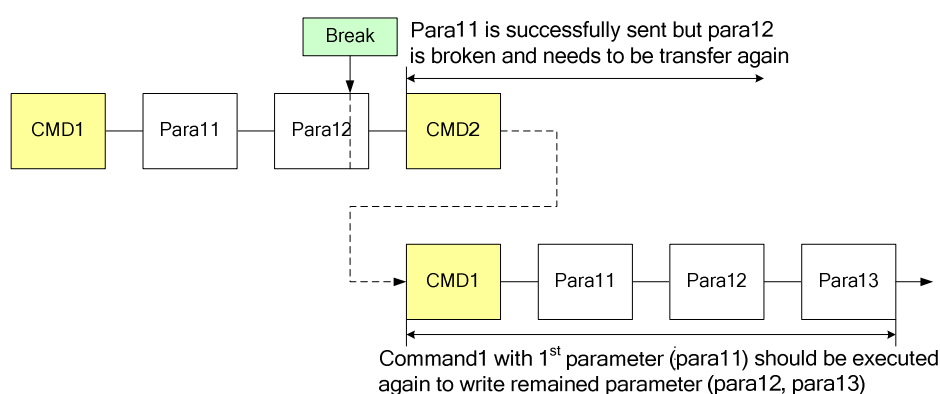 Break
Para11 is successfully sent but para12
is broken and needs to be transfer again
CMD1
Para11
Para12
CMD2
CMD1
Para11
Para12
Para13
Command1 with 1st parameter (para11) should be executed
again to write remained parameter (para12, para13)